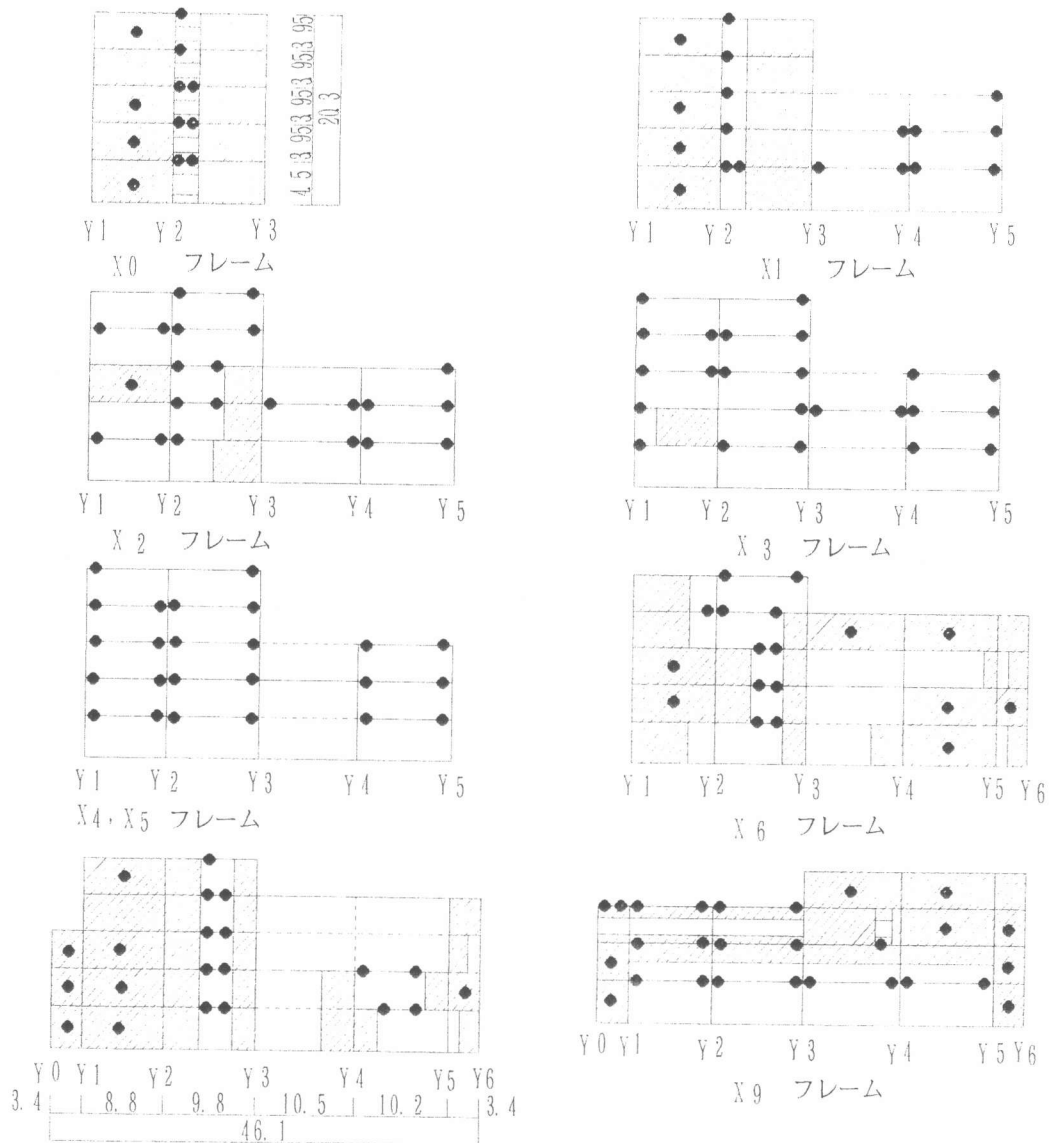 4.5 3.95 3.95 3.95 3.95
20.3
Y1 Y2 Y3
X0 フレーム
Y1 Y2 Y3 Y4 Y5
X1 フレーム
Y1 Y2 Y3 Y4 Y5
X2 フレーム
Y1 Y2 Y3 Y4 Y5
X3 フレーム
Y1 Y2 Y3 Y4 Y5
X4,X5 フレーム
Y1 Y2 Y3 Y4 Y5 Y6
X6 フレーム
Y0 Y1 Y2 Y3 Y4 Y5 Y6
3.4 8.8 9.8 10.5 10.2 3.4
46.1
Y0 Y1 Y2 Y3 Y4 Y5 Y6
X9 フレーム